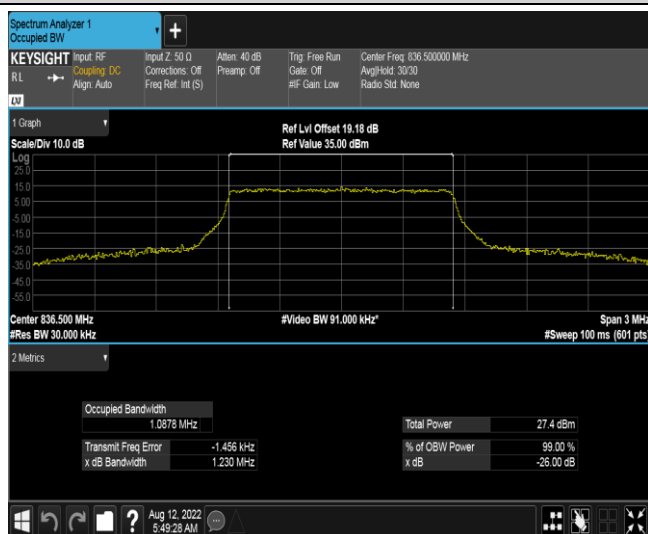 Spectrum Analyzer 1
Occupied BW
+
KEYSIGHT
RL
LXI
Input: RF
Coupling: DC
Align: Auto
Input Z: 50 Ω
Corrections: Off
Freq Ref: Int (S)
Atten: 40 dB
Preamp: Off
Trig: Free Run
Gate: Off
#IF Gain: Low
Center Freq: 836.500000 MHz
Avg|Hold: 30/30
Radio Std: None
1 Graph
Scale/Div 10.0 dB
Ref Lvl Offset 19.18 dB
Ref Value 35.00 dBm
Log
25.0
15.0
5.00
-5.00
-15.0
-25.0
-35.0
-45.0
-55.0
Center 836.500 MHz
#Res BW 30.000 kHz
#Video BW 91.000 kHz*
Span 3 MHz
#Sweep 100 ms (601 pts)
2 Metrics
Occupied Bandwidth
1.0878 MHz
Transmit Freq Error -1.456 kHz
x dB Bandwidth 1.230 MHz
Total Power 27.4 dBm
% of OBW Power 99.00 %
x dB -26.00 dB
?
Aug 12, 2022
5:49:28 AM